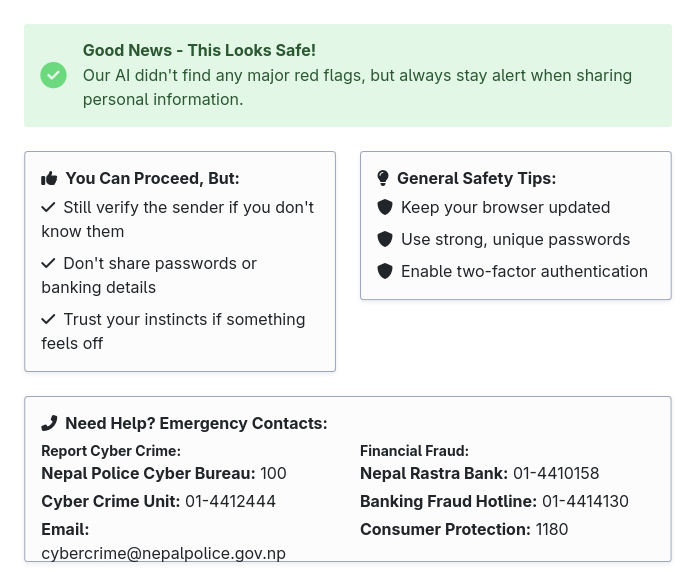 Good News - This Looks Safe!
Our AI didn't find any major red flags, but always stay alert when sharing
personal information.
You Can Proceed, But:
Still verify the sender if you don't
know them
Don't share passwords or
banking details
Trust your instincts if something
feels off
General Safety Tips:
Keep your browser updated
Use strong, unique passwords
Enable two-factor authentication
Need Help? Emergency Contacts:
Report Cyber Crime:
Nepal Police Cyber Bureau: 100
Cyber Crime Unit: 01-4412444
Email:
cybercrime@nepalpolice.gov.np
Financial Fraud:
Nepal Rastra Bank: 01-4410158
Banking Fraud Hotline: 01-4414130
Consumer Protection: 1180